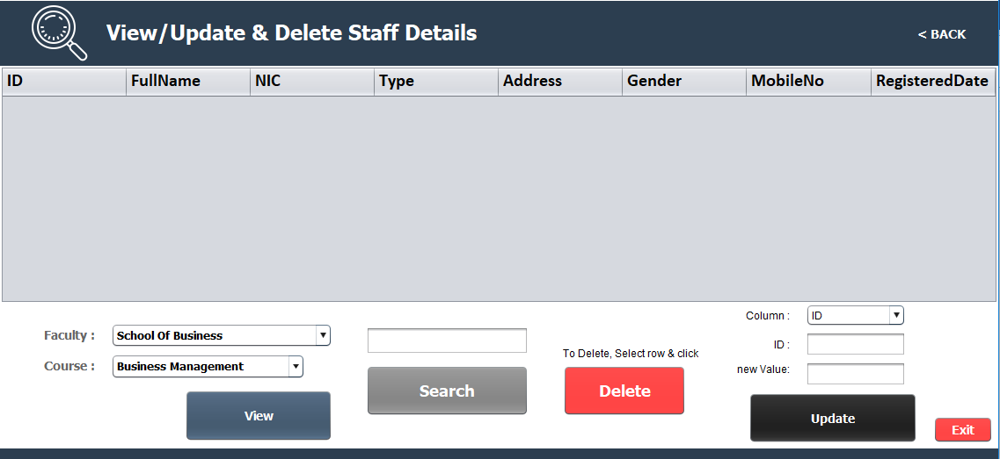 View/Update & Delete Staff Details
< BACK
ID FullName NIC Type Address Gender MobileNo RegisteredDate
Faculty :
School Of Business
Course :
Business Management
View
Search
To Delete, Select row & click
Delete
Column :
ID
ID :
new Value:
Update
Exit